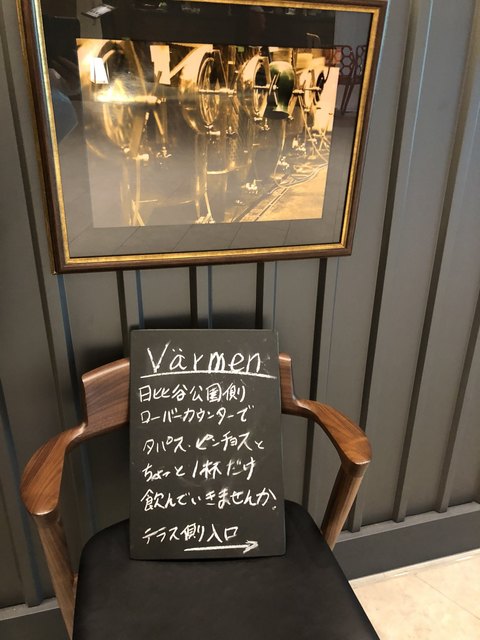 Värmen
日比谷公園側
ローバーカウンターで
タパス・ピンチョスと
ちょっと1杯だけ
飲んでいきませんか。
テラス側入口